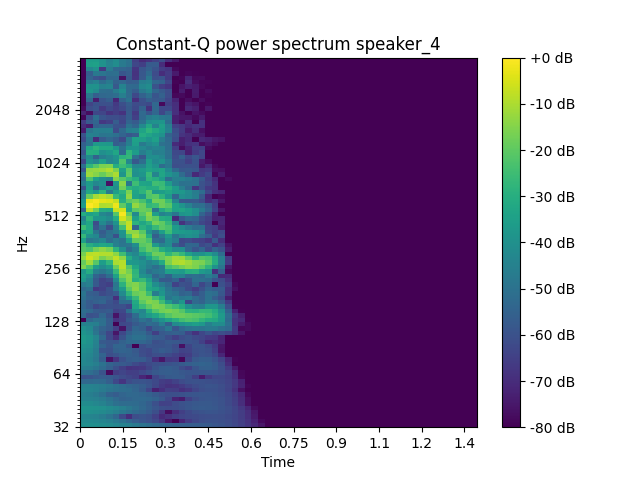 Constant-Q power spectrum speaker_4
Hz
2048
1024
512
256
128
64
32
0 0.15 0.3 0.45 0.6 0.75 0.9 1.1 1.2 1.4
Time
+0 dB
-10 dB
-20 dB
-30 dB
-40 dB
-50 dB
-60 dB
-70 dB
-80 dB